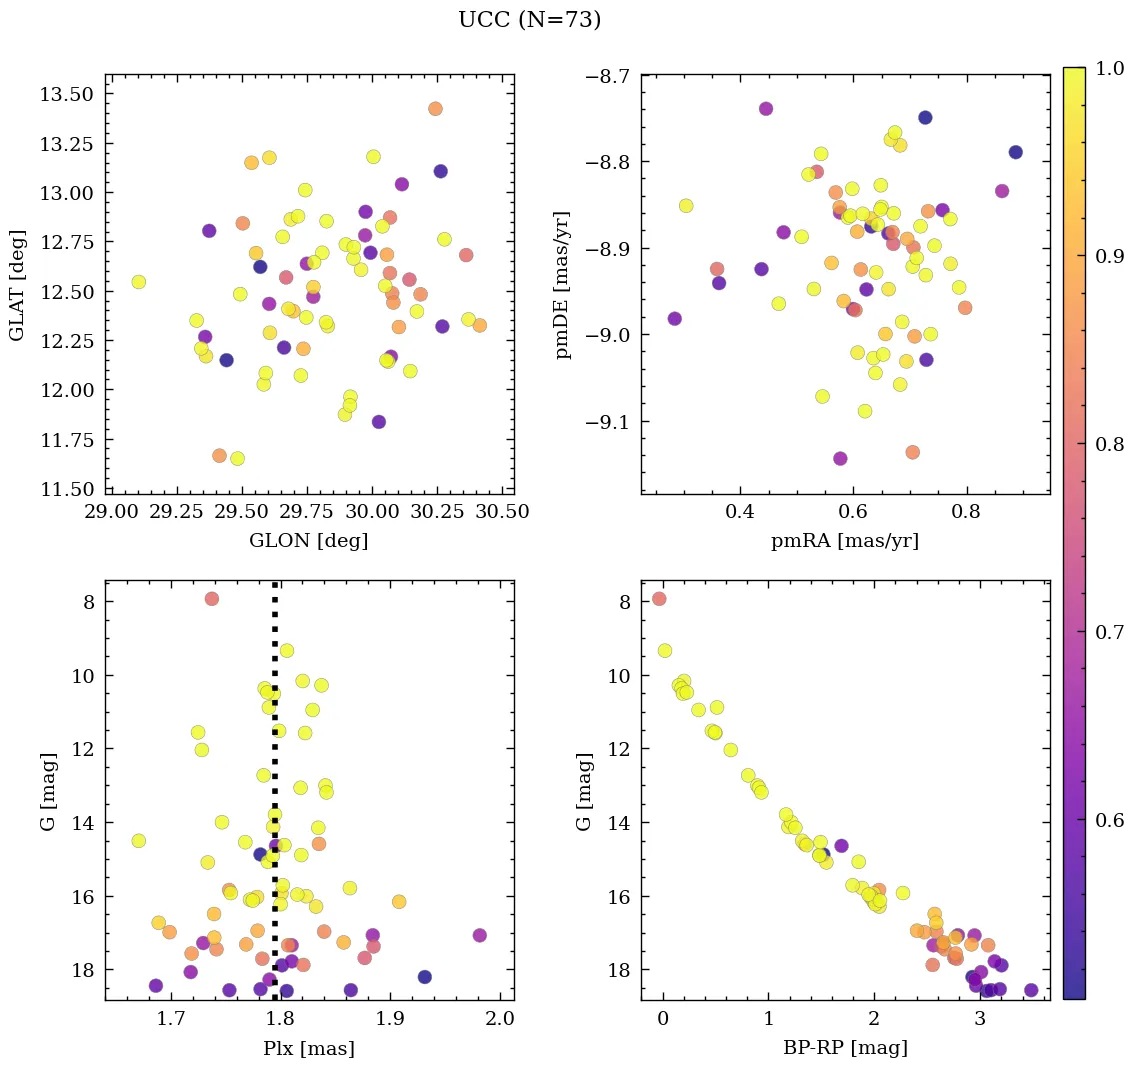 UCC (N=73)
13.50
13.25
13.00
12.75
12.50
12.25
12.00
11.75
11.50
GLAT [deg]
29.00 29.25 29.50 29.75 30.00 30.25 30.50
GLON [deg]
−8.7
−8.8
−8.9
−9.0
−9.1
pmDE [mas/yr]
0.4 0.6 0.8
pmRA [mas/yr]
8
10
12
14
16
18
G [mag]
1.7 1.8 1.9 2.0
Plx [mas]
8
10
12
14
16
18
G [mag]
0 1 2 3
BP-RP [mag]
1.0
0.9
0.8
0.7
0.6